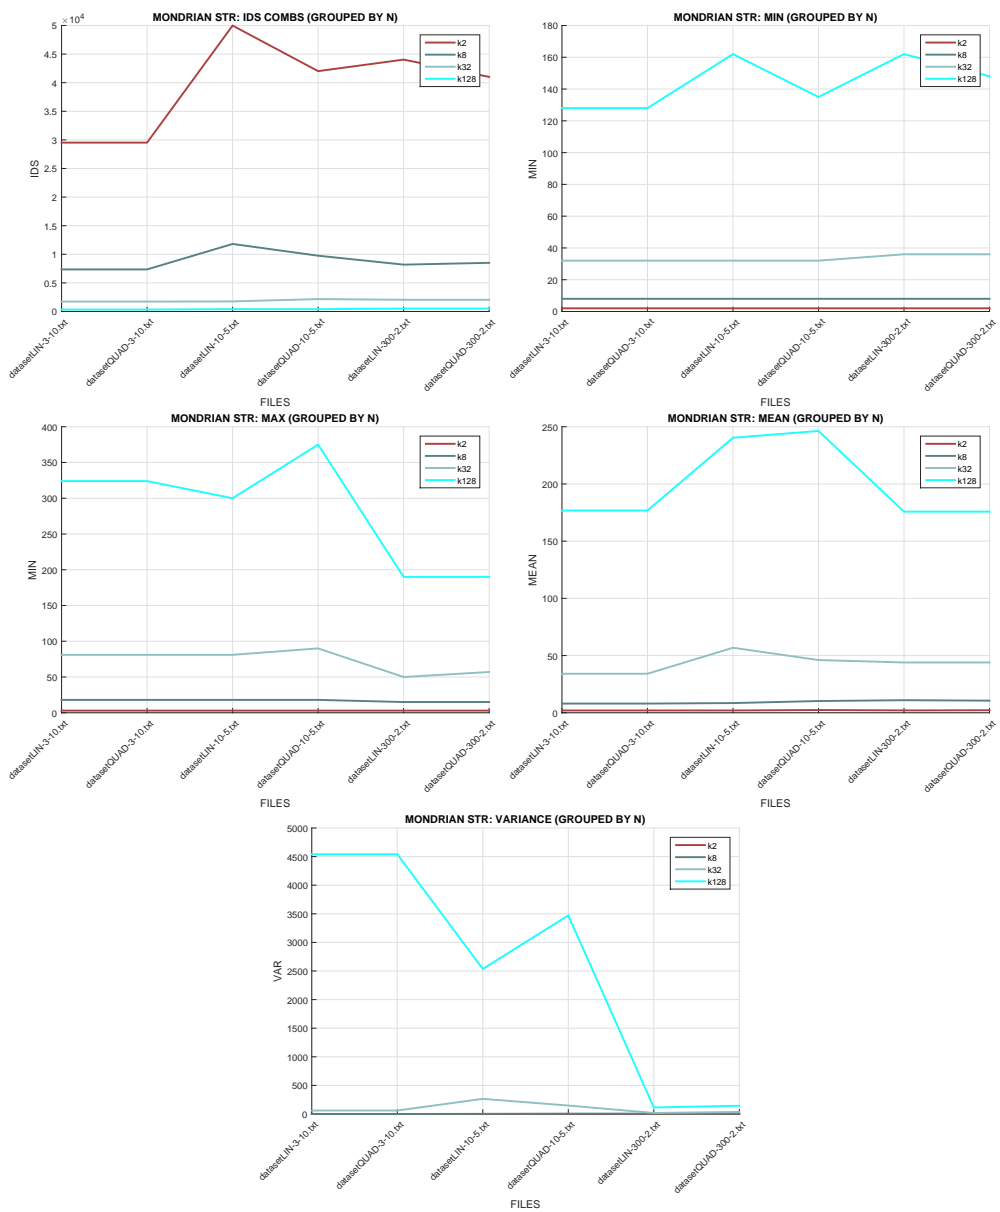 MONDRIAN STR: IDS COMBS (GROUPED BY N)
×10⁴
5
4.5
4
3.5
3
2.5
2
1.5
1
0.5
0
IDS
k2
k8
k32
k128
datasetLIN-3-10.txt
datasetQUAD-3-10.txt
datasetLIN-10-5.txt
datasetQUAD-10-5.txt
datasetLIN-300-2.txt
datasetQUAD-300-2.txt
FILES
MONDRIAN STR: MIN (GROUPED BY N)
180
160
140
120
100
80
60
40
20
0
MIN
k2
k8
k32
k128
datasetLIN-3-10.txt
datasetQUAD-3-10.txt
datasetLIN-10-5.txt
datasetQUAD-10-5.txt
datasetLIN-300-2.txt
datasetQUAD-300-2.txt
FILES
MONDRIAN STR: MAX (GROUPED BY N)
400
350
300
250
200
150
100
50
0
MIN
k2
k8
k32
k128
datasetLIN-3-10.txt
datasetQUAD-3-10.txt
datasetLIN-10-5.txt
datasetQUAD-10-5.txt
datasetLIN-300-2.txt
datasetQUAD-300-2.txt
FILES
MONDRIAN STR: MEAN (GROUPED BY N)
250
200
150
100
50
0
MEAN
k2
k8
k32
k128
datasetLIN-3-10.txt
datasetQUAD-3-10.txt
datasetLIN-10-5.txt
datasetQUAD-10-5.txt
datasetLIN-300-2.txt
datasetQUAD-300-2.txt
FILES
MONDRIAN STR: VARIANCE (GROUPED BY N)
5000
4500
4000
3500
3000
2500
2000
1500
1000
500
0
VAR
k2
k8
k32
k128
datasetLIN-3-10.txt
datasetQUAD-3-10.txt
datasetLIN-10-5.txt
datasetQUAD-10-5.txt
datasetLIN-300-2.txt
datasetQUAD-300-2.txt
FILES